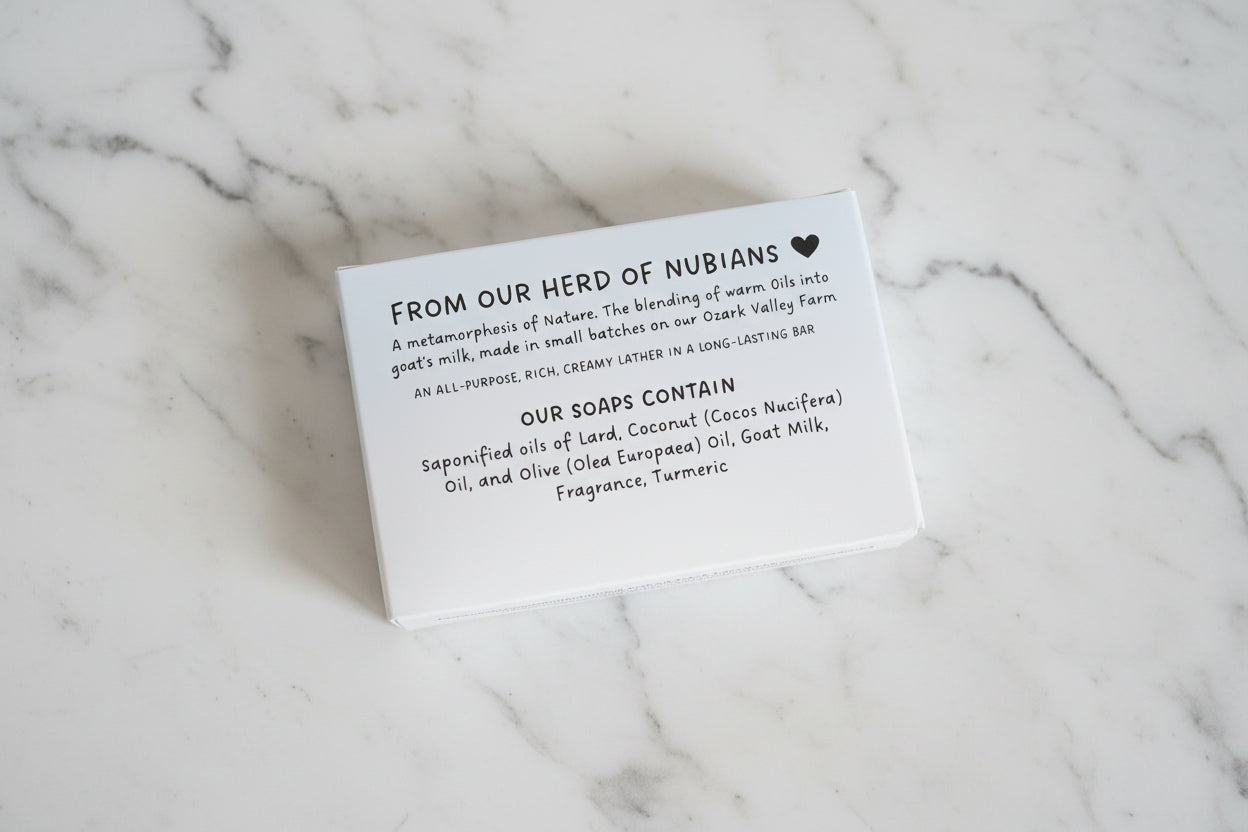 FROM OUR HERD OF NUBIANS ♥
A metamorphosis of Nature. The blending of warm Oils into
goat's milk, made in small batches on our Ozark Valley Farm
AN ALL-PURPOSE, RICH, CREAMY LATHER IN A LONG-LASTING BAR
OUR SOAPS CONTAIN
Saponified oils of Lard, Coconut (Cocos Nucifera)
Oil, and Olive (Olea Europaea) Oil, Goat Milk,
Fragrance, Turmeric